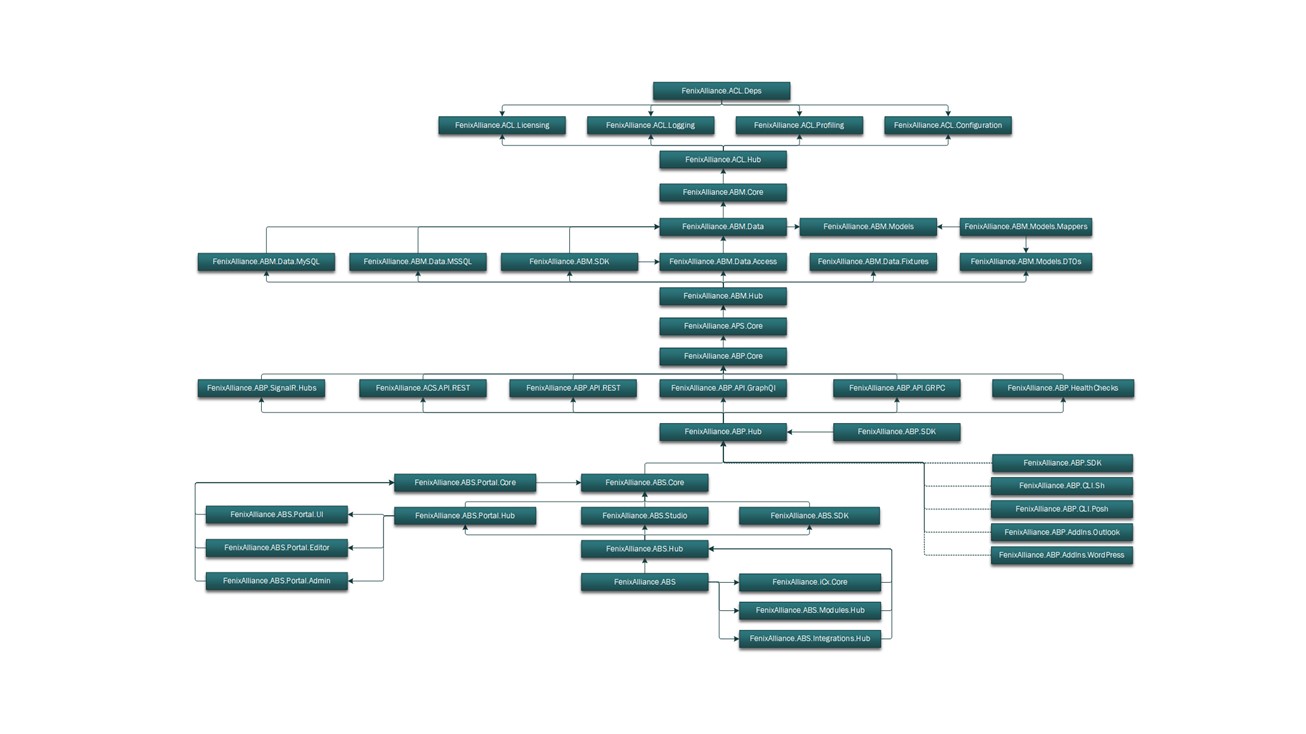 FenixAlliance.ACL.Deps
FenixAlliance.ACL.Licensing
FenixAlliance.ACL.Logging
FenixAlliance.ACL.Profiling
FenixAlliance.ACL.Configuration
FenixAlliance.ACL.Hub
FenixAlliance.ABM.Core
FenixAlliance.ABM.Data
FenixAlliance.ABM.Models
FenixAlliance.ABM.Models.Mappers
FenixAlliance.ABM.Data.MySQL
FenixAlliance.ABM.Data.MSSQL
FenixAlliance.ABM.SDK
FenixAlliance.ABM.Data.Access
FenixAlliance.ABM.Data.Fixtures
FenixAlliance.ABM.Models.DTOs
FenixAlliance.ABM.Hub
FenixAlliance.APS.Core
FenixAlliance.ABP.Core
FenixAlliance.ABP.SignalR.Hubs
FenixAlliance.ACS.API.REST
FenixAlliance.ABP.API.REST
FenixAlliance.ABP.API.GraphQl
FenixAlliance.ABP.API.GRPC
FenixAlliance.ABP.HealthChecks
FenixAlliance.ABP.Hub
FenixAlliance.ABP.SDK
FenixAlliance.ABP.SDK
FenixAlliance.ABS.Portal.Core
FenixAlliance.ABS.Core
FenixAlliance.ABP.CLI.Sh
FenixAlliance.ABP.CLI.Posh
FenixAlliance.ABS.Portal.UI
FenixAlliance.ABS.Portal.Hub
FenixAlliance.ABS.Studio
FenixAlliance.ABS.SDK
FenixAlliance.ABP.AddIns.Outlook
FenixAlliance.ABS.Portal.Editor
FenixAlliance.ABS.Hub
FenixAlliance.ABP.AddIns.WordPress
FenixAlliance.ABS.Portal.Admin
FenixAlliance.ABS
FenixAlliance.iCx.Core
FenixAlliance.ABS.Modules.Hub
FenixAlliance.ABS.Integrations.Hub